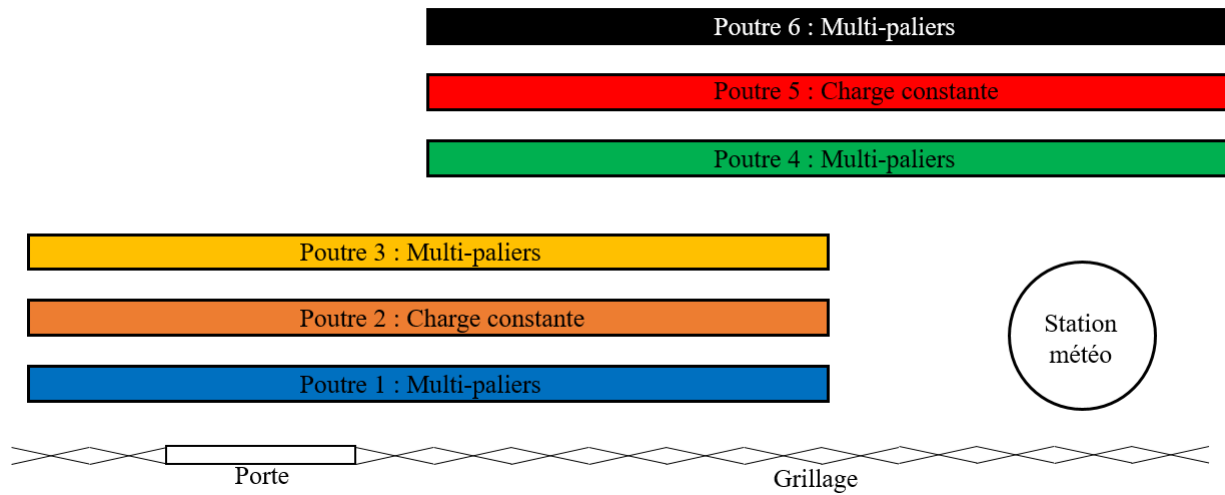 Poutre 6 : Multi-paliers
Poutre 5 : Charge constante
Poutre 4 : Multi-paliers
Poutre 3 : Multi-paliers
Poutre 2 : Charge constante
Poutre 1 : Multi-paliers
Station
météo
Porte
Grillage